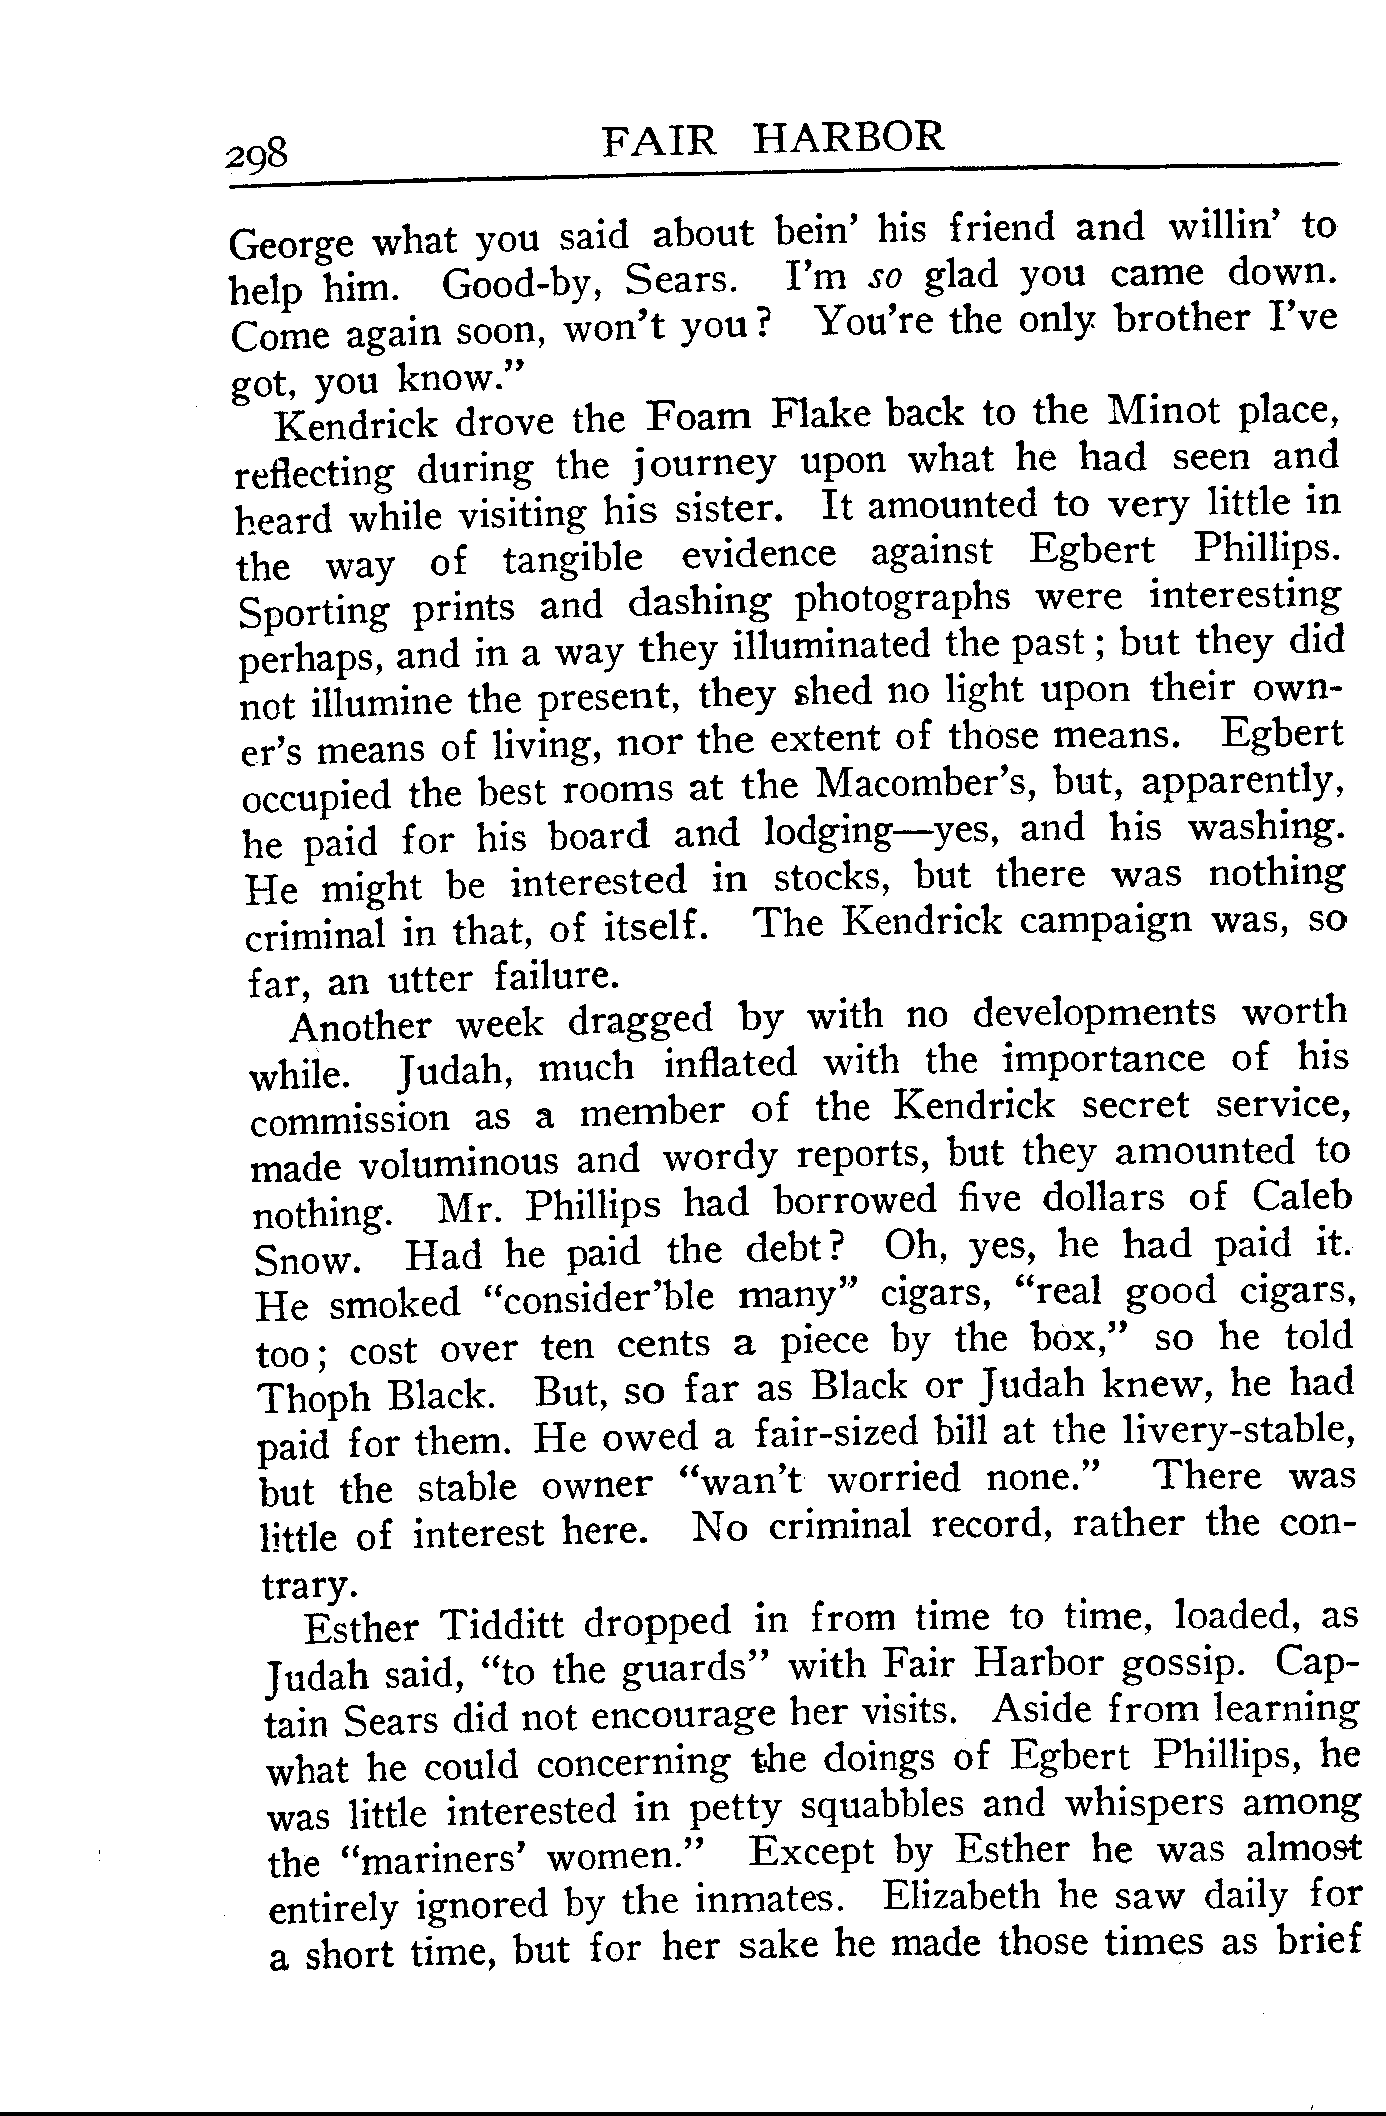 298 FAIR HARBOR
George what you said about bein' his friend and willin' to
help him. Good-by, Sears. I'm so glad you came down.
Come again soon, won't you? You're the only brother I've
got, you know."
Kendrick drove the Foam Flake back to the Minot place,
reflecting during the journey upon what he had seen and
heard while visiting his sister. It amounted to very little in
the way of tangible evidence against Egbert Phillips.
Sporting prints and dashing photographs were interesting
perhaps, and in a way they illuminated the past; but they did
not illumine the present, they shed no light upon their own-
er's means of living, nor the extent of those means. Egbert
occupied the best rooms at the Macomber's, but, apparently,
he paid for his board and lodging—yes, and his washing.
He might be interested in stocks, but there was nothing
criminal in that, of itself. The Kendrick campaign was, so
far, an utter failure.
Another week dragged by with no developments worth
while. Judah, much inflated with the importance of his
commission as a member of the Kendrick secret service,
made voluminous and wordy reports, but they amounted to
nothing. Mr. Phillips had borrowed five dollars of Caleb
Snow. Had he paid the debt? Oh, yes, he had paid it.
He smoked "consider'ble many" cigars, "real good cigars,
too; cost over ten cents a piece by the box," so he told
Thoph Black. But, so far as Black or Judah knew, he had
paid for them. He owed a fair-sized bill at the livery-stable,
but the stable owner "wan't worried none." There was
little of interest here. No criminal record, rather the con-
trary.
Esther Tidditt dropped in from time to time, loaded, as
Judah said, "to the guards" with Fair Harbor gossip. Cap-
tain Sears did not encourage her visits. Aside from learning
what he could concerning the doings of Egbert Phillips, he
was little interested in petty squabbles and whispers among
the "mariners' women." Except by Esther he was almost
entirely ignored by the inmates. Elizabeth he saw daily for
a short time, but for her sake he made those times as brief